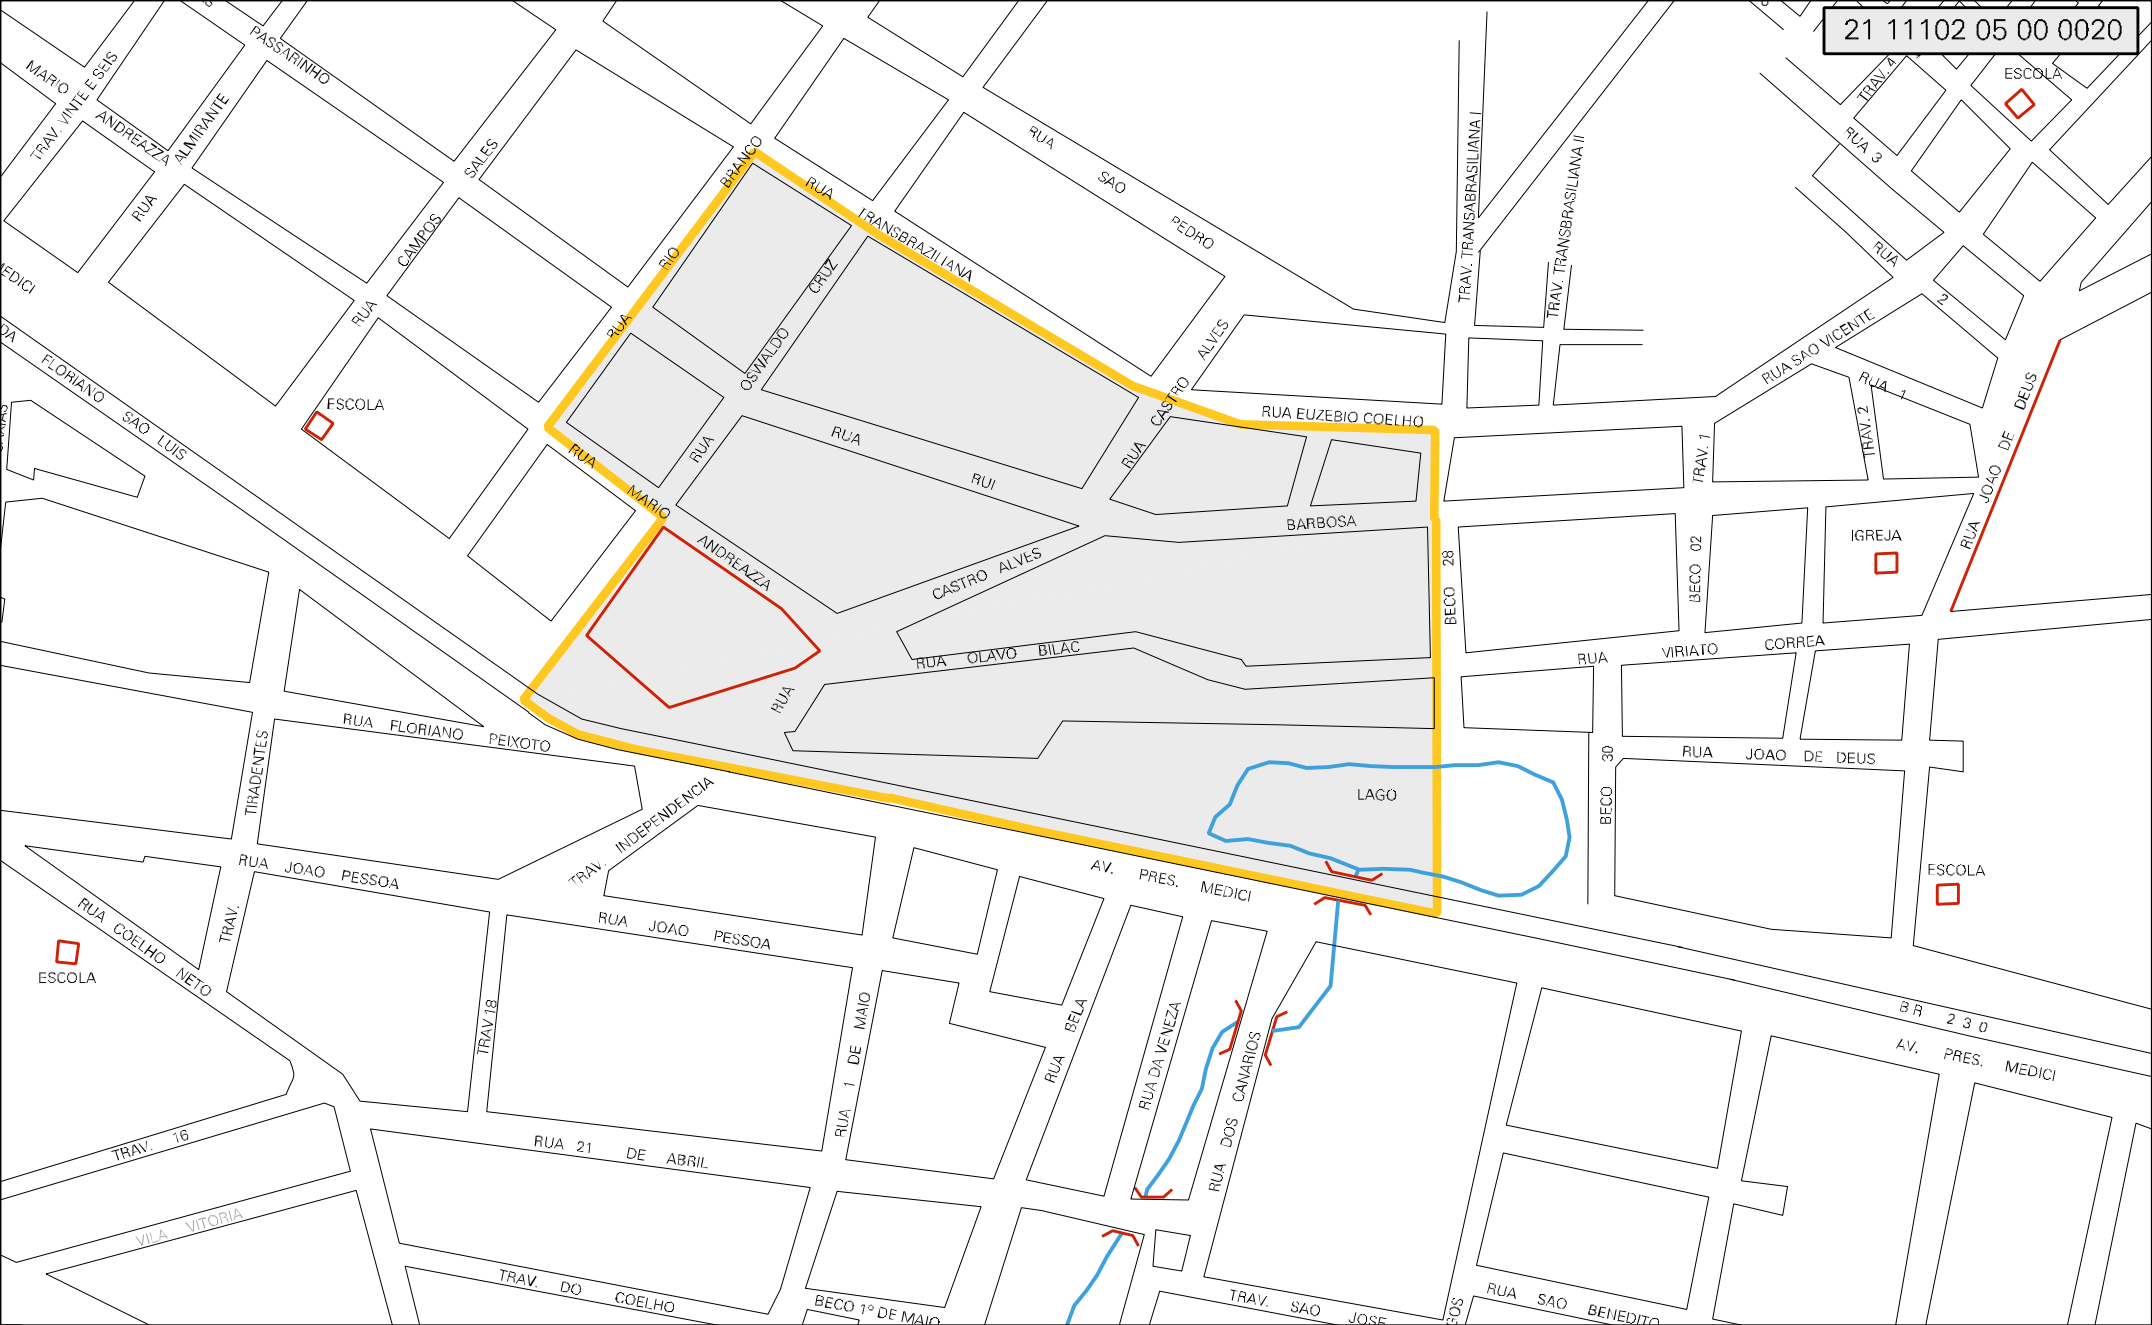 21 11102 05 00 0020
PASSARINHO
MARIO
ANDREAZZA
TRAV. VINTE E SEIS
RUA
ALMIRANTE
SALES
CAMPOS
RUA
MEDICI
DA
FLORIANO
SAO LUIS
ESCOLA
BRANCO
RIO
RUA
RUA
TRANSBRAZILIANA
RUA
SAO
PEDRO
CRUZ
OSWALDO
RUA
RUA
RUI
BARBOSA
RUA
MARIO
ANDREAZZA
ALVES
CASTRO
RUA
RUA EUZEBIO COELHO
CASTRO ALVES
RUA
RUA OLAVO BILAC
LAGO
BECO 28
TRAV. TRANSABRASILIANA I
TRAV. TRANSBRASILIANA II
TRAV. 4
ESCOLA
RUA 3
RUA
2
RUA SAO VICENTE
RUA 1
TRAV. 2
TRAV. 1
RUA JOAO DE DEUS
IGREJA
BECO 02
RUA VIRIATO CORREA
BECO 30
RUA JOAO DE DEUS
ESCOLA
RUA FLORIANO PEIXOTO
TIRADENTES
TRAV.
TRAV. INDEPENDENCIA
RUA JOAO PESSOA
RUA JOAO PESSOA
RUA COELHO NETO
ESCOLA
AV. PRES. MEDICI
BR 230
AV. PRES. MEDICI
TRAV 18
RUA 1 DE MAIO
RUA BELA
RUA DA VENEZA
RUA DOS CANARIOS
TRAV. 16
RUA 21 DE ABRIL
VILA VITORIA
TRAV. DO COELHO
BECO 1º DE MAIO
TRAV. SAO JOSE
RUA SAO BENEDITO